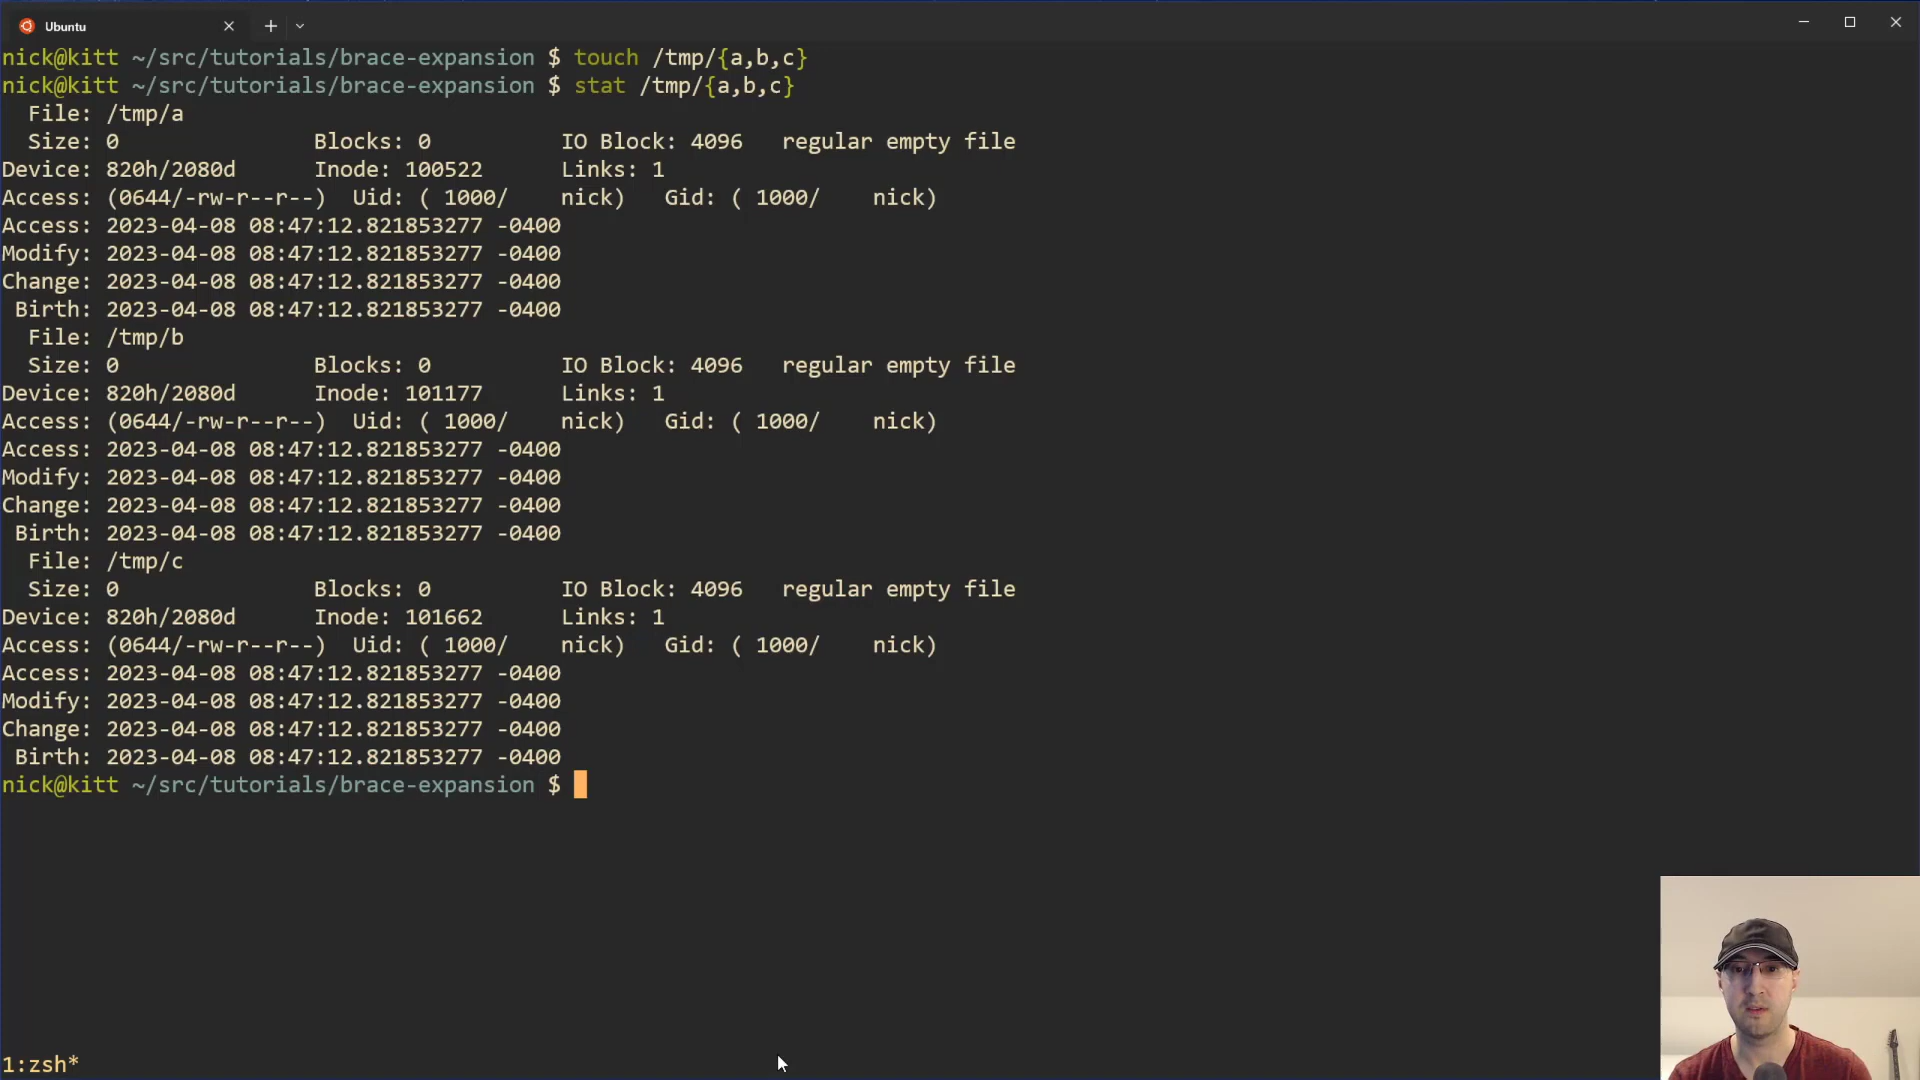 Ubuntu
nick@kitt ~/src/tutorials/brace-expansion $ touch /tmp/{a,b,c}
nick@kitt ~/src/tutorials/brace-expansion $ stat /tmp/{a,b,c}
  File: /tmp/a
  Size: 0               Blocks: 0          IO Block: 4096   regular empty file
Device: 820h/2080d      Inode: 100522      Links: 1
Access: (0644/-rw-r--r--)  Uid: ( 1000/    nick)   Gid: ( 1000/    nick)
Access: 2023-04-08 08:47:12.821853277 -0400
Modify: 2023-04-08 08:47:12.821853277 -0400
Change: 2023-04-08 08:47:12.821853277 -0400
 Birth: 2023-04-08 08:47:12.821853277 -0400
  File: /tmp/b
  Size: 0               Blocks: 0          IO Block: 4096   regular empty file
Device: 820h/2080d      Inode: 101177      Links: 1
Access: (0644/-rw-r--r--)  Uid: ( 1000/    nick)   Gid: ( 1000/    nick)
Access: 2023-04-08 08:47:12.821853277 -0400
Modify: 2023-04-08 08:47:12.821853277 -0400
Change: 2023-04-08 08:47:12.821853277 -0400
 Birth: 2023-04-08 08:47:12.821853277 -0400
  File: /tmp/c
  Size: 0               Blocks: 0          IO Block: 4096   regular empty file
Device: 820h/2080d      Inode: 101662      Links: 1
Access: (0644/-rw-r--r--)  Uid: ( 1000/    nick)   Gid: ( 1000/    nick)
Access: 2023-04-08 08:47:12.821853277 -0400
Modify: 2023-04-08 08:47:12.821853277 -0400
Change: 2023-04-08 08:47:12.821853277 -0400
 Birth: 2023-04-08 08:47:12.821853277 -0400
nick@kitt ~/src/tutorials/brace-expansion $
1:zsh*